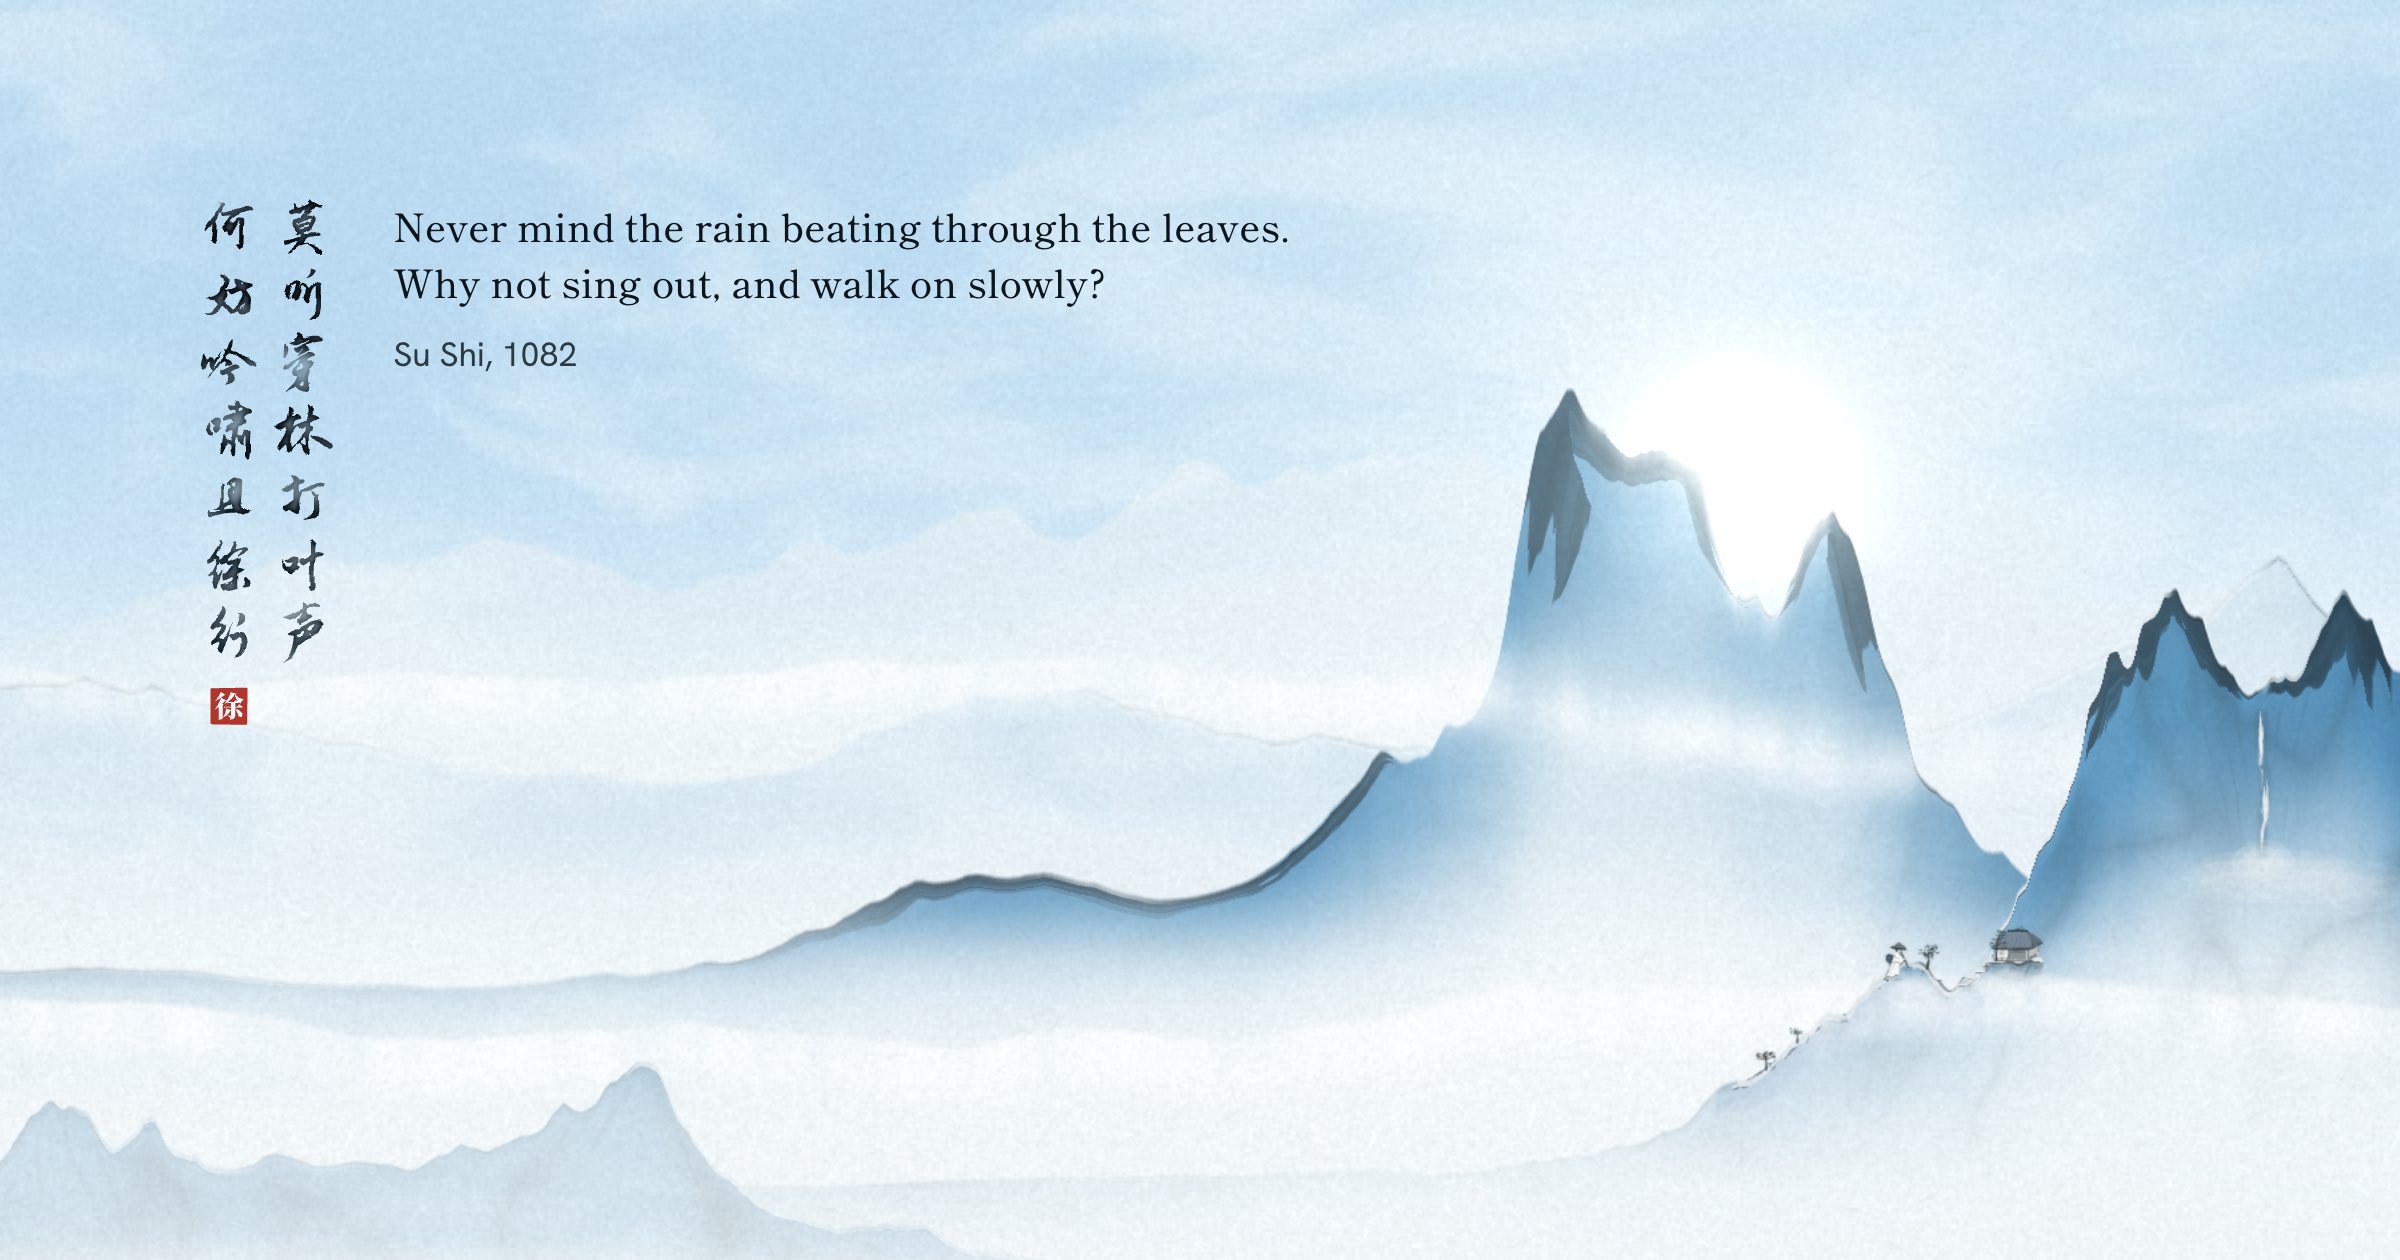 莫听穿林打叶声
何妨吟啸且徐行
徐
Never mind the rain beating through the leaves.
Why not sing out, and walk on slowly?
Su Shi, 1082